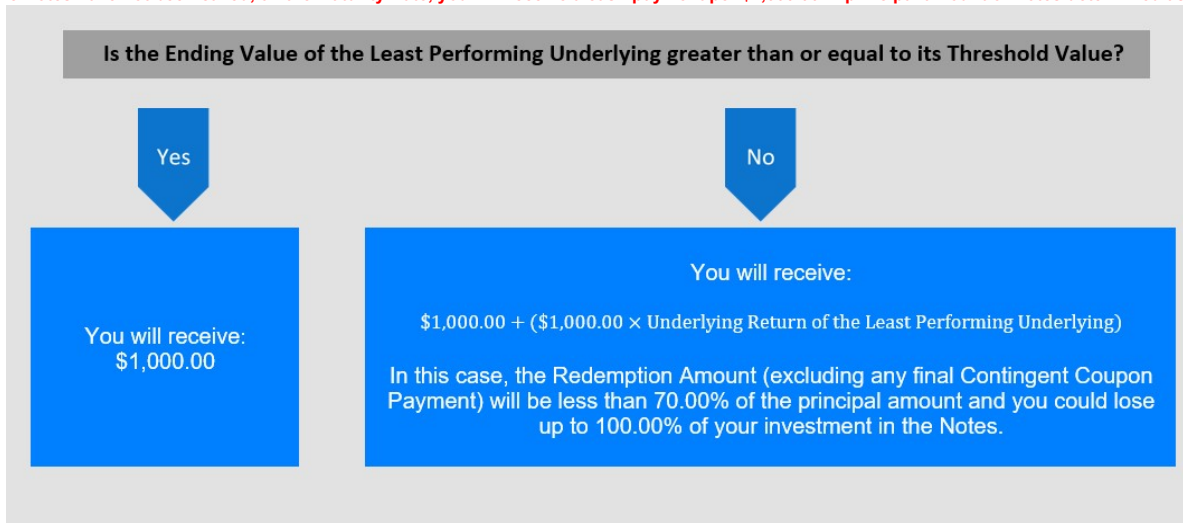 Is the Ending Value of the Least Performing Underlying greater than or equal to its Threshold Value?
Yes
No
You will receive:
$1,000.00
You will receive:
$1,000.00 + ($1,000.00 × Underlying Return of the Least Performing Underlying)
In this case, the Redemption Amount (excluding any final Contingent Coupon
Payment) will be less than 70.00% of the principal amount and you could lose
up to 100.00% of your investment in the Notes.